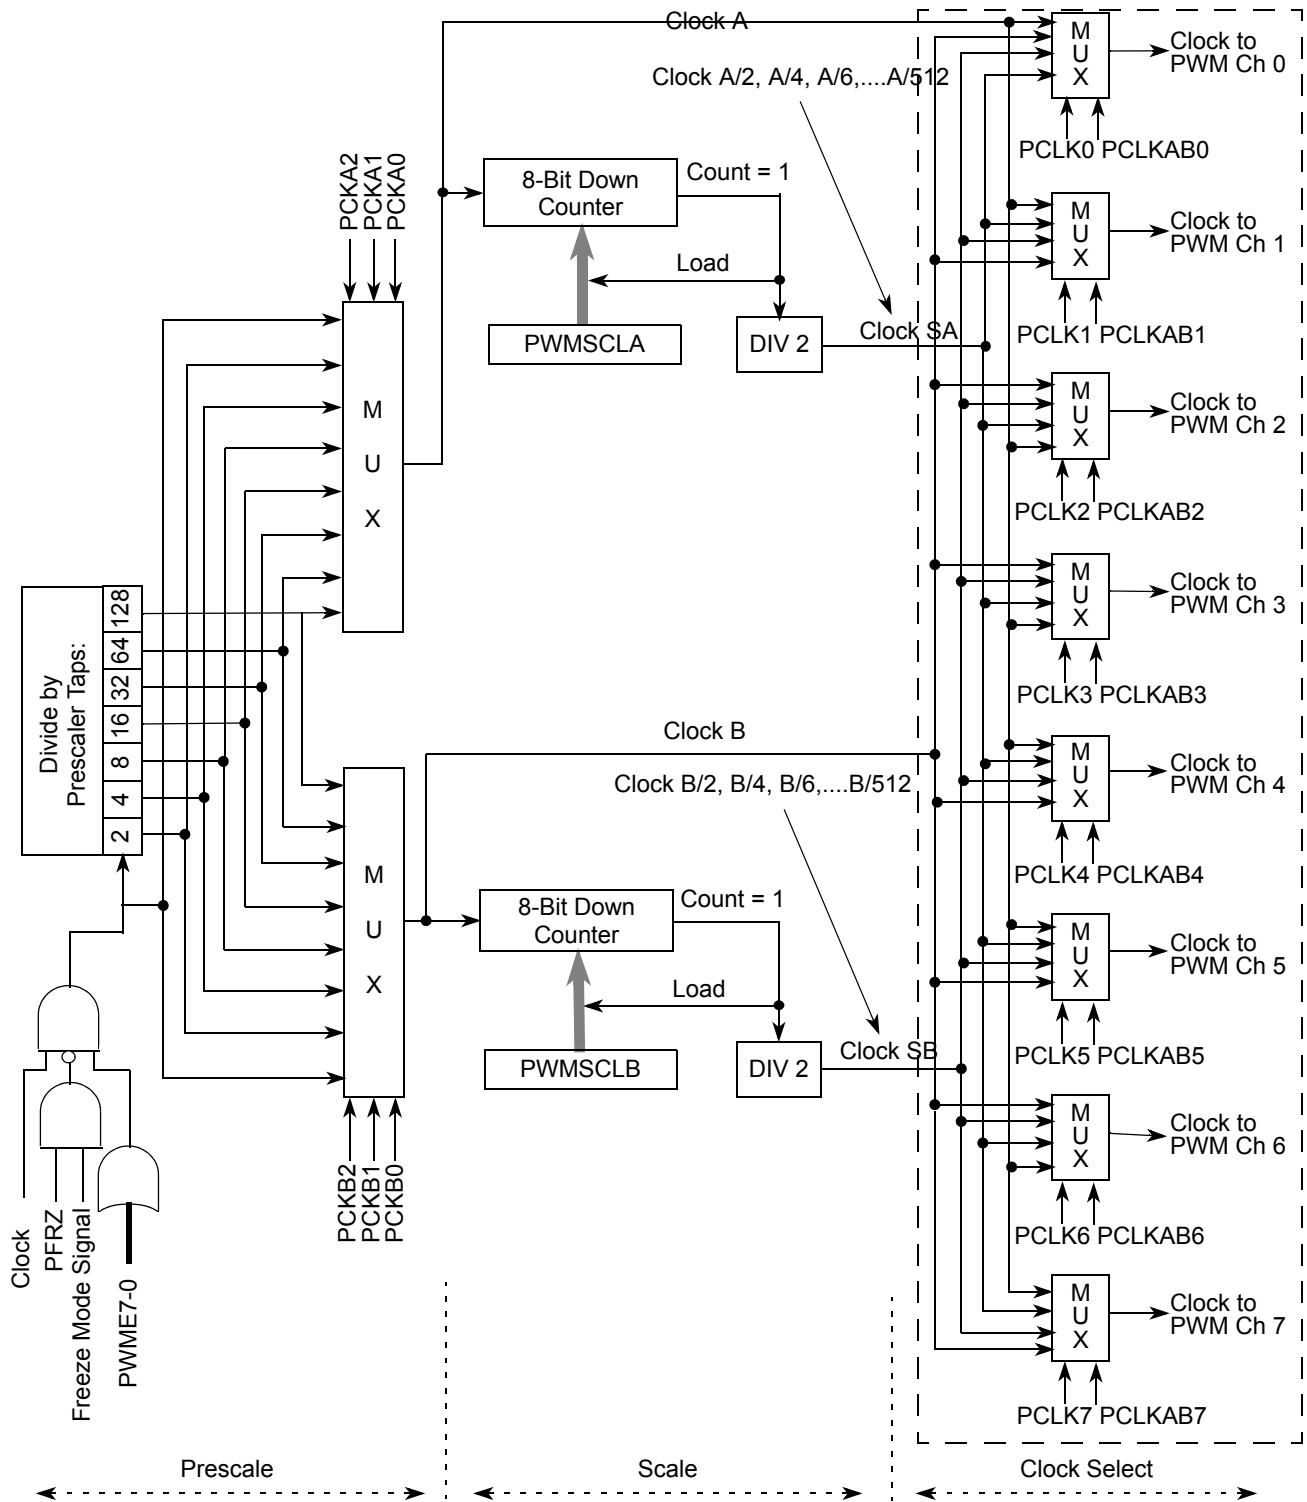 Clock A
Clock A/2, A/4, A/6,....A/512
PCKA2
PCKA1
PCKA0
8-Bit Down
Counter
Count = 1
Load
PWMSCLA
DIV 2
Clock SA
M
U
X
Divide by
Prescaler Taps:
128
64
32
16
8
4
2
Clock B
Clock B/2, B/4, B/6,....B/512
M
U
X
8-Bit Down
Counter
Count = 1
Load
PWMSCLB
DIV 2
Clock SB
PCKB2
PCKB1
PCKB0
Clock
PFRZ
Freeze Mode Signal
PWME7-0
M
U
X
Clock to
PWM Ch 0
PCLK0 PCLKAB0
M
U
X
Clock to
PWM Ch 1
PCLK1 PCLKAB1
M
U
X
Clock to
PWM Ch 2
PCLK2 PCLKAB2
M
U
X
Clock to
PWM Ch 3
PCLK3 PCLKAB3
M
U
X
Clock to
PWM Ch 4
PCLK4 PCLKAB4
M
U
X
Clock to
PWM Ch 5
PCLK5 PCLKAB5
M
U
X
Clock to
PWM Ch 6
PCLK6 PCLKAB6
M
U
X
Clock to
PWM Ch 7
PCLK7 PCLKAB7
Prescale
Scale
Clock Select